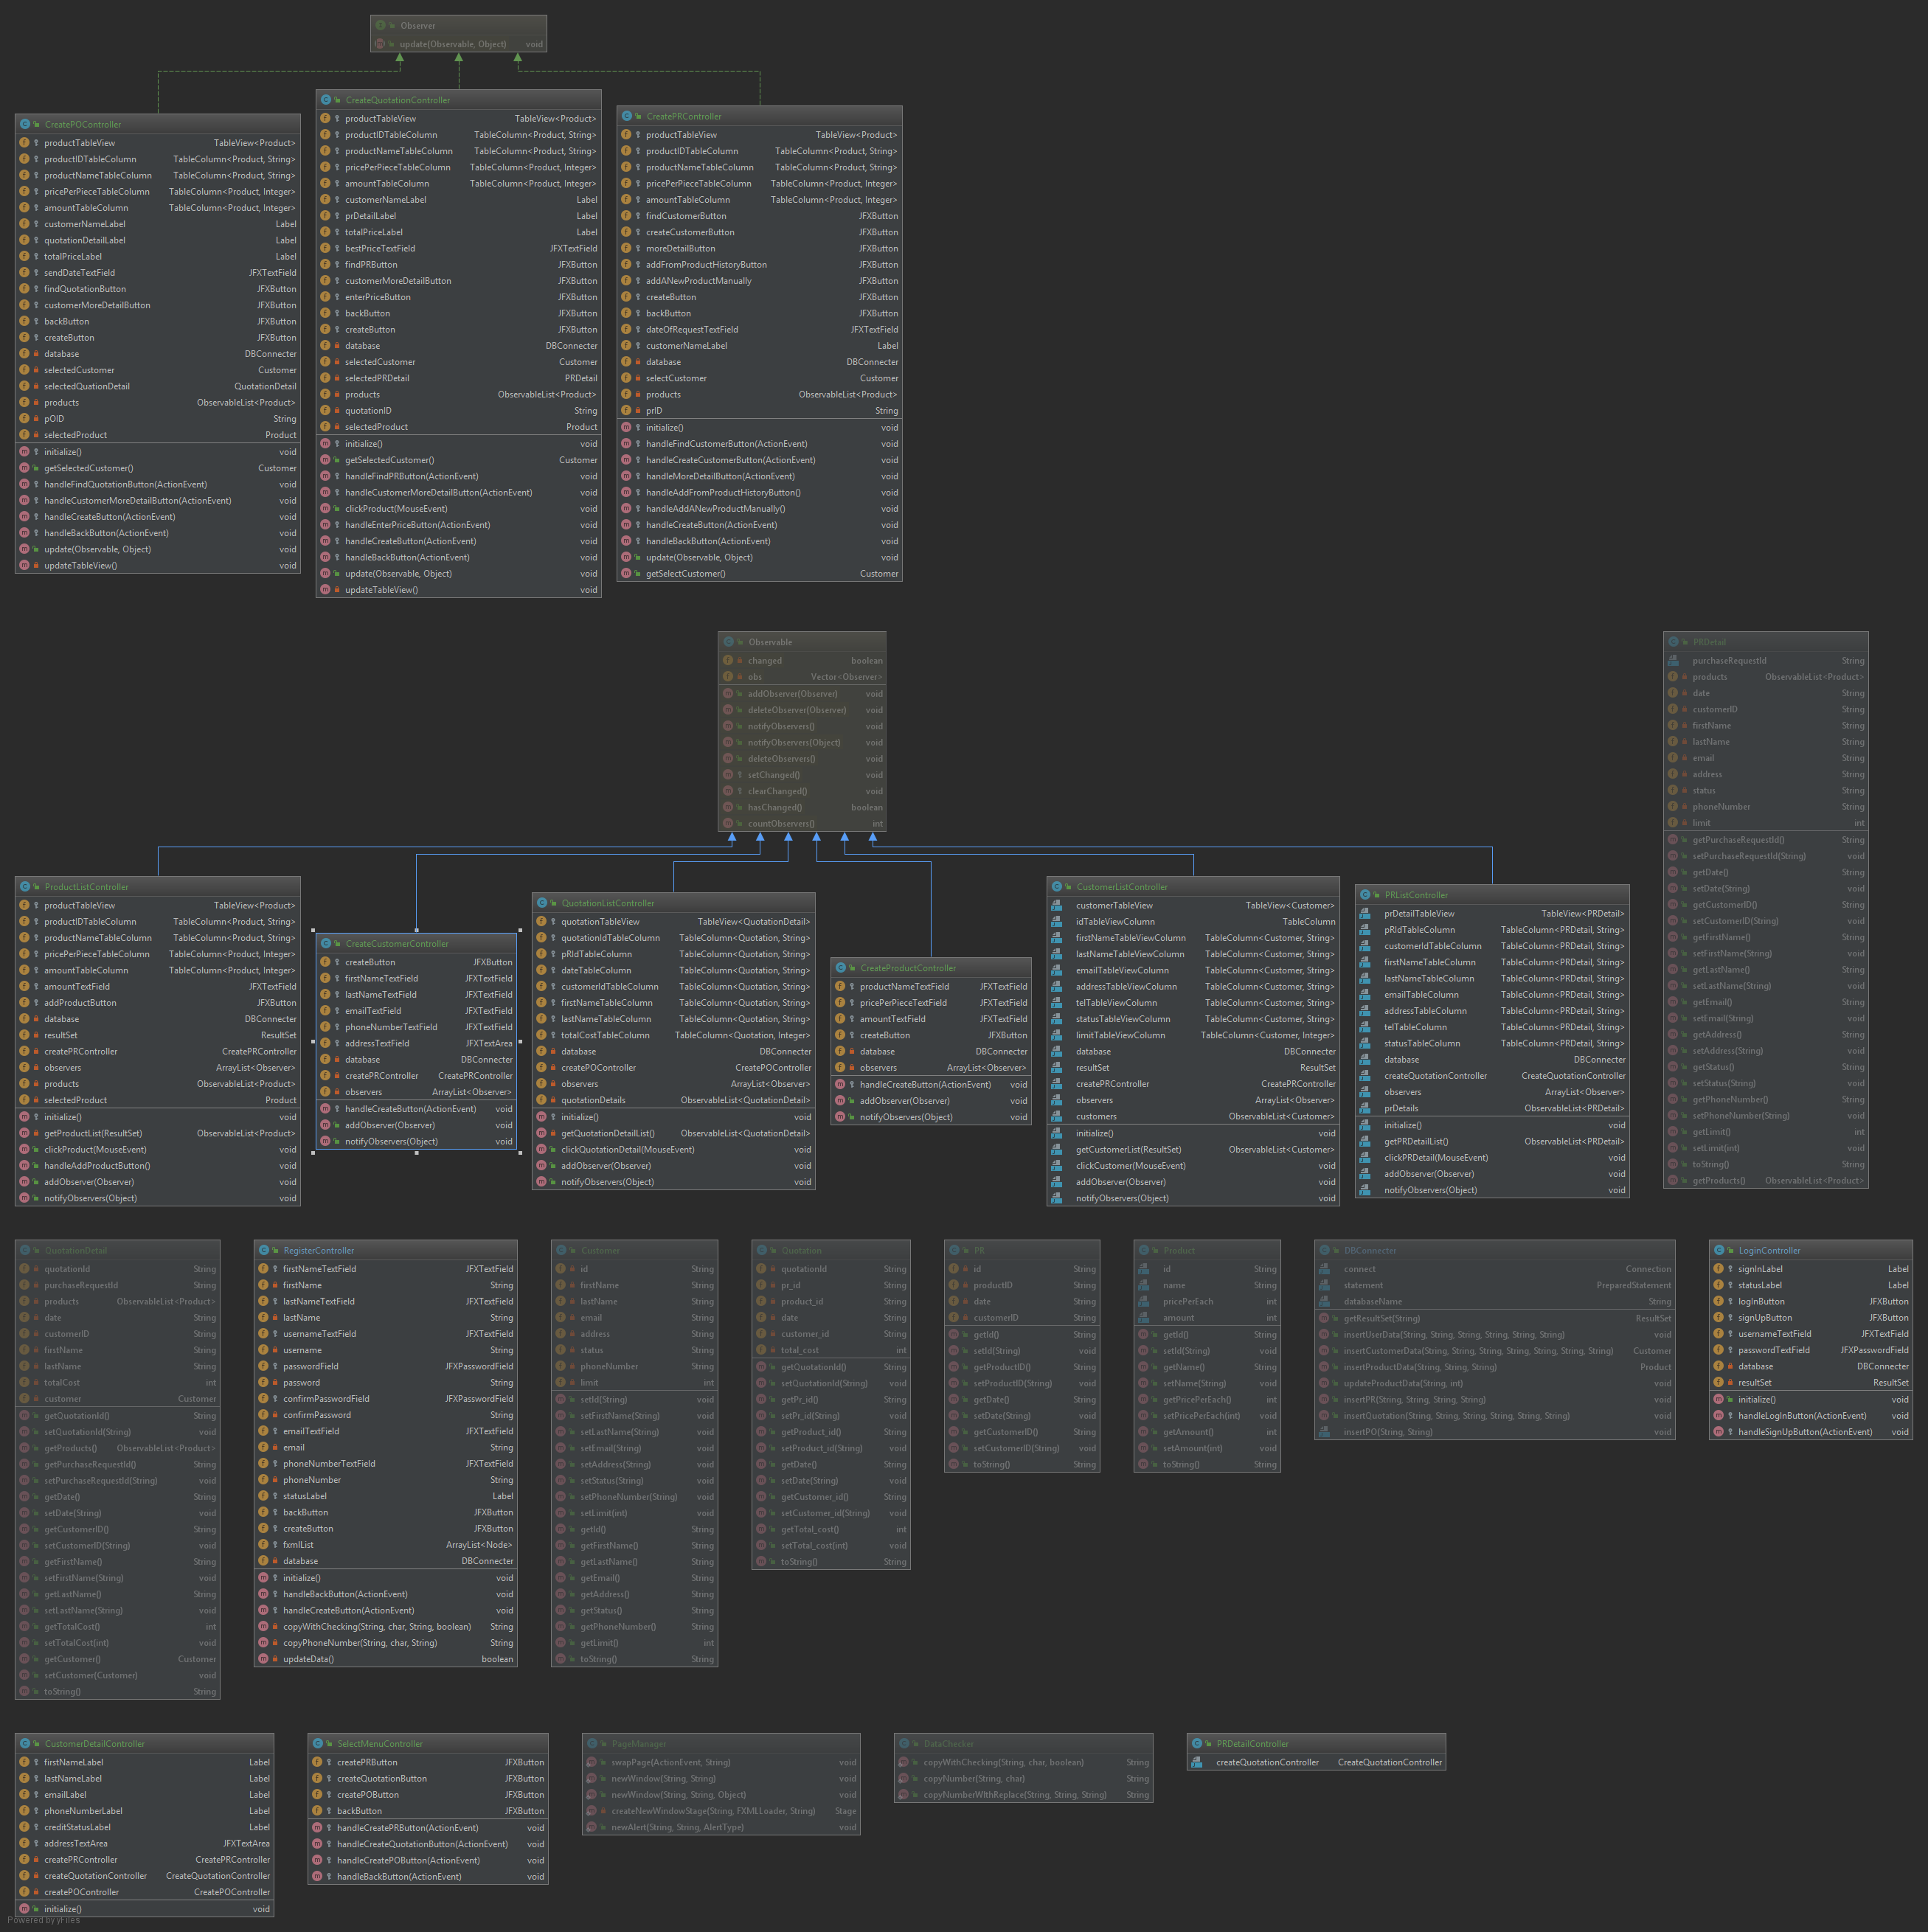 Observer
update(Observable, Object) void
CreatePOController
productTableView TableView<Product>
productIDTableColumn TableColumn<Product, String>
productNameTableColumn TableColumn<Product, String>
pricePerPieceTableColumn TableColumn<Product, Integer>
amountTableColumn TableColumn<Product, Integer>
customerNameLabel Label
quotationDetailLabel Label
totalPriceLabel Label
sendDateTextField JFXTextField
findQuotationButton JFXButton
customerMoreDetailButton JFXButton
backButton JFXButton
createButton JFXButton
database DBConnecter
selectedCustomer Customer
selectedQuationDetail QuotationDetail
products ObservableList<Product>
pOID String
selectedProduct Product
initialize() void
getSelectedCustomer() Customer
handleFindQuotationButton(ActionEvent) void
handleCustomerMoreDetailButton(ActionEvent) void
handleCreateButton(ActionEvent) void
handleBackButton(ActionEvent) void
update(Observable, Object) void
updateTableView() void
CreateQuotationController
productTableView TableView<Product>
productIDTableColumn TableColumn<Product, String>
productNameTableColumn TableColumn<Product, String>
pricePerPieceTableColumn TableColumn<Product, Integer>
amountTableColumn TableColumn<Product, Integer>
customerNameLabel Label
prDetailLabel Label
totalPriceLabel Label
bestPriceTextField JFXTextField
findPRButton JFXButton
customerMoreDetailButton JFXButton
enterPriceButton JFXButton
backButton JFXButton
createButton JFXButton
database DBConnecter
selectedCustomer Customer
selectedPRDetail PRDetail
products ObservableList<Product>
quotationID String
selectedProduct Product
initialize() void
getSelectedCustomer() Customer
handleFindPRButton(ActionEvent) void
handleCustomerMoreDetailButton(ActionEvent) void
clickProduct(MouseEvent) void
handleEnterPriceButton(ActionEvent) void
handleCreateButton(ActionEvent) void
handleBackButton(ActionEvent) void
update(Observable, Object) void
updateTableView() void
CreatePRController
productTableView TableView<Product>
productIDTableColumn TableColumn<Product, String>
productNameTableColumn TableColumn<Product, String>
pricePerPieceTableColumn TableColumn<Product, Integer>
amountTableColumn TableColumn<Product, Integer>
findCustomerButton JFXButton
createCustomerButton JFXButton
moreDetailButton JFXButton
addFromProductHistoryButton JFXButton
addANewProductManually JFXButton
createButton JFXButton
backButton JFXButton
dateOfRequestTextField JFXTextField
customerNameLabel Label
database DBConnecter
selectCustomer Customer
products ObservableList<Product>
prID String
initialize() void
handleFindCustomerButton(ActionEvent) void
handleCreateCustomerButton(ActionEvent) void
handleMoreDetailButton(ActionEvent) void
handleAddFromProductHistoryButton() void
handleAddANewProductManually() void
handleCreateButton(ActionEvent) void
handleBackButton(ActionEvent) void
update(Observable, Object) void
getSelectCustomer() Customer
Observable
changed boolean
obs Vector<Observer>
addObserver(Observer) void
deleteObserver(Observer) void
notifyObservers() void
notifyObservers(Object) void
deleteObservers() void
setChanged() void
clearChanged() void
hasChanged() boolean
countObservers() int
PRDetail
purchaseRequestId String
products ObservableList<Product>
date String
customerID String
firstName String
lastName String
email String
address String
status String
phoneNumber String
limit int
getPurchaseRequestId() String
setPurchaseRequestId(String) void
getDate() String
setDate(String) void
getCustomerID() String
setCustomerID(String) void
getFirstName() String
setFirstName(String) void
getLastName() String
setLastName(String) void
getEmail() String
setEmail(String) void
getAddress() String
setAddress(String) void
getStatus() String
setStatus(String) void
getPhoneNumber() String
setPhoneNumber(String) void
getLimit() int
setLimit(int) void
toString() String
getProducts() ObservableList<Product>
ProductListController
productTableView TableView<Product>
productIDTableColumn TableColumn<Product, String>
productNameTableColumn TableColumn<Product, String>
pricePerPieceTableColumn TableColumn<Product, Integer>
amountTableColumn TableColumn<Product, Integer>
amountTextField JFXTextField
addProductButton JFXButton
database DBConnecter
resultSet ResultSet
createPRController CreatePRController
observers ArrayList<Observer>
products ObservableList<Product>
selectedProduct Product
initialize() void
getProductList(ResultSet) ObservableList<Product>
clickProduct(MouseEvent) void
handleAddProductButton() void
addObserver(Observer) void
notifyObservers(Object) void
CreateCustomerController
createButton JFXButton
firstNameTextField JFXTextField
lastNameTextField JFXTextField
emailTextField JFXTextField
phoneNumberTextField JFXTextField
addressTextField JFXTextArea
database DBConnecter
createPRController CreatePRController
observers ArrayList<Observer>
handleCreateButton(ActionEvent) void
addObserver(Observer) void
notifyObservers(Object) void
QuotationListController
quotationTableView TableView<QuotationDetail>
quotationIdTableColumn TableColumn<Quotation, String>
pRIdTableColumn TableColumn<Quotation, String>
dateTableColumn TableColumn<Quotation, String>
customerIdTableColumn TableColumn<Quotation, String>
firstNameTableColumn TableColumn<Quotation, String>
lastNameTableColumn TableColumn<Quotation, String>
totalCostTableColumn TableColumn<Quotation, Integer>
database DBConnecter
createPOController CreatePOController
observers ArrayList<Observer>
quotationDetails ObservableList<QuotationDetail>
initialize() void
getQuotationDetailList() ObservableList<QuotationDetail>
clickQuotationDetail(MouseEvent) void
addObserver(Observer) void
notifyObservers(Object) void
CreateProductController
productNameTextField JFXTextField
pricePerPieceTextField JFXTextField
amountTextField JFXTextField
createButton JFXButton
database DBConnecter
observers ArrayList<Observer>
handleCreateButton(ActionEvent) void
addObserver(Observer) void
notifyObservers(Object) void
CustomerListController
customerTableView TableView<Customer>
idTableViewColumn TableColumn
firstNameTableViewColumn TableColumn<Customer, String>
lastNameTableViewColumn TableColumn<Customer, String>
emailTableViewColumn TableColumn<Customer, String>
addressTableViewColumn TableColumn<Customer, String>
telTableViewColumn TableColumn<Customer, String>
statusTableViewColumn TableColumn<Customer, String>
limitTableViewColumn TableColumn<Customer, Integer>
database DBConnecter
resultSet ResultSet
createPRController CreatePRController
observers ArrayList<Observer>
customers ObservableList<Customer>
initialize() void
getCustomerList(ResultSet) ObservableList<Customer>
clickCustomer(MouseEvent) void
addObserver(Observer) void
notifyObservers(Object) void
PRListController
prDetailTableView TableView<PRDetail>
pRIdTableColumn TableColumn<PRDetail, String>
customerIdTableColumn TableColumn<PRDetail, String>
firstNameTableColumn TableColumn<PRDetail, String>
lastNameTableColumn TableColumn<PRDetail, String>
emailTableColumn TableColumn<PRDetail, String>
addressTableColumn TableColumn<PRDetail, String>
telTableColumn TableColumn<PRDetail, String>
statusTableColumn TableColumn<PRDetail, String>
database DBConnecter
createQuotationController CreateQuotationController
observers ArrayList<Observer>
prDetails ObservableList<PRDetail>
initialize() void
getPRDetailList() ObservableList<PRDetail>
clickPRDetail(MouseEvent) void
addObserver(Observer) void
notifyObservers(Object) void
QuotationDetail
quotationId String
purchaseRequestId String
products ObservableList<Product>
date String
customerID String
firstName String
lastName String
totalCost int
customer Customer
getQuotationId() String
setQuotationId(String) void
getProducts() ObservableList<Product>
getPurchaseRequestId() String
setPurchaseRequestId(String) void
getDate() String
setDate(String) void
getCustomerID() String
setCustomerID(String) void
getFirstName() String
setFirstName(String) void
getLastName() String
setLastName(String) void
getTotalCost() int
setTotalCost(int) void
getCustomer() Customer
setCustomer(Customer) void
toString() String
RegisterController
firstNameTextField JFXTextField
firstName String
lastNameTextField JFXTextField
lastName String
usernameTextField JFXTextField
username String
passwordField JFXPasswordField
password String
confirmPasswordField JFXPasswordField
confirmPassword String
emailTextField JFXTextField
email String
phoneNumberTextField JFXTextField
phoneNumber String
statusLabel Label
backButton JFXButton
createButton JFXButton
fxmlList ArrayList<Node>
database DBConnecter
initialize() void
handleBackButton(ActionEvent) void
handleCreateButton(ActionEvent) void
copyWithChecking(String, char, String, boolean) String
copyPhoneNumber(String, char, String) String
updateData() boolean
Customer
id String
firstName String
lastName String
email String
address String
status String
phoneNumber String
limit int
setId(String) void
setFirstName(String) void
setLastName(String) void
setEmail(String) void
setAddress(String) void
setStatus(String) void
setPhoneNumber(String) void
setLimit(int) void
getId() String
getFirstName() String
getLastName() String
getEmail() String
getAddress() String
getStatus() String
getPhoneNumber() String
getLimit() int
toString() String
Quotation
quotationId String
pr_id String
product_id String
date String
customer_id String
total_cost int
getQuotationId() String
setQuotationId(String) void
getPr_id() String
setPr_id(String) void
getProduct_id() String
setProduct_id(String) void
getDate() String
setDate(String) void
getCustomer_id() String
setCustomer_id(String) void
getTotal_cost() int
setTotal_cost(int) void
toString() String
PR
id String
productID String
date String
customerID String
getId() String
setId(String) void
getProductID() String
setProductID(String) void
getDate() String
setDate(String) void
getCustomerID() String
setCustomerID(String) void
toString() String
Product
id String
name String
pricePerEach int
amount int
getId() String
setId(String) void
getName() String
setName(String) void
getPricePerEach() int
setPricePerEach(int) void
getAmount() int
setAmount(int) void
toString() String
DBConnecter
connect Connection
statement PreparedStatement
databaseName String
getResultSet(String) ResultSet
insertUserData(String, String, String, String, String, String) void
insertCustomerData(String, String, String, String, String, String, String) Customer
insertProductData(String, String, String) Product
updateProductData(String, int) void
insertPR(String, String, String, String) void
insertQuotation(String, String, String, String, String, String) void
insertPO(String, String) void
LoginController
signInLabel Label
statusLabel Label
logInButton JFXButton
signUpButton JFXButton
usernameTextField JFXTextField
passwordTextField JFXPasswordField
database DBConnecter
resultSet ResultSet
initialize() void
handleLogInButton(ActionEvent) void
handleSignUpButton(ActionEvent) void
CustomerDetailController
firstNameLabel Label
lastNameLabel Label
emailLabel Label
phoneNumberLabel Label
creditStatusLabel Label
addressTextArea JFXTextArea
createPRController CreatePRController
createQuotationController CreateQuotationController
createPOController CreatePOController
initialize() void
SelectMenuController
createPRButton JFXButton
createQuotationButton JFXButton
createPOButton JFXButton
backButton JFXButton
handleCreatePRButton(ActionEvent) void
handleCreateQuotationButton(ActionEvent) void
handleCreatePOButton(ActionEvent) void
handleBackButton(ActionEvent) void
PageManager
swapPage(ActionEvent, String) void
newWindow(String, String) void
newWindow(String, String, Object) void
createNewWindowStage(String, FXMLLoader, String) Stage
newAlert(String, String, AlertType) void
DataChecker
copyWithChecking(String, char, boolean) String
copyNumber(String, char) String
copyNumberWIthReplace(String, String, String) String
PRDetailController
createQuotationController CreateQuotationController
Powered by yFiles